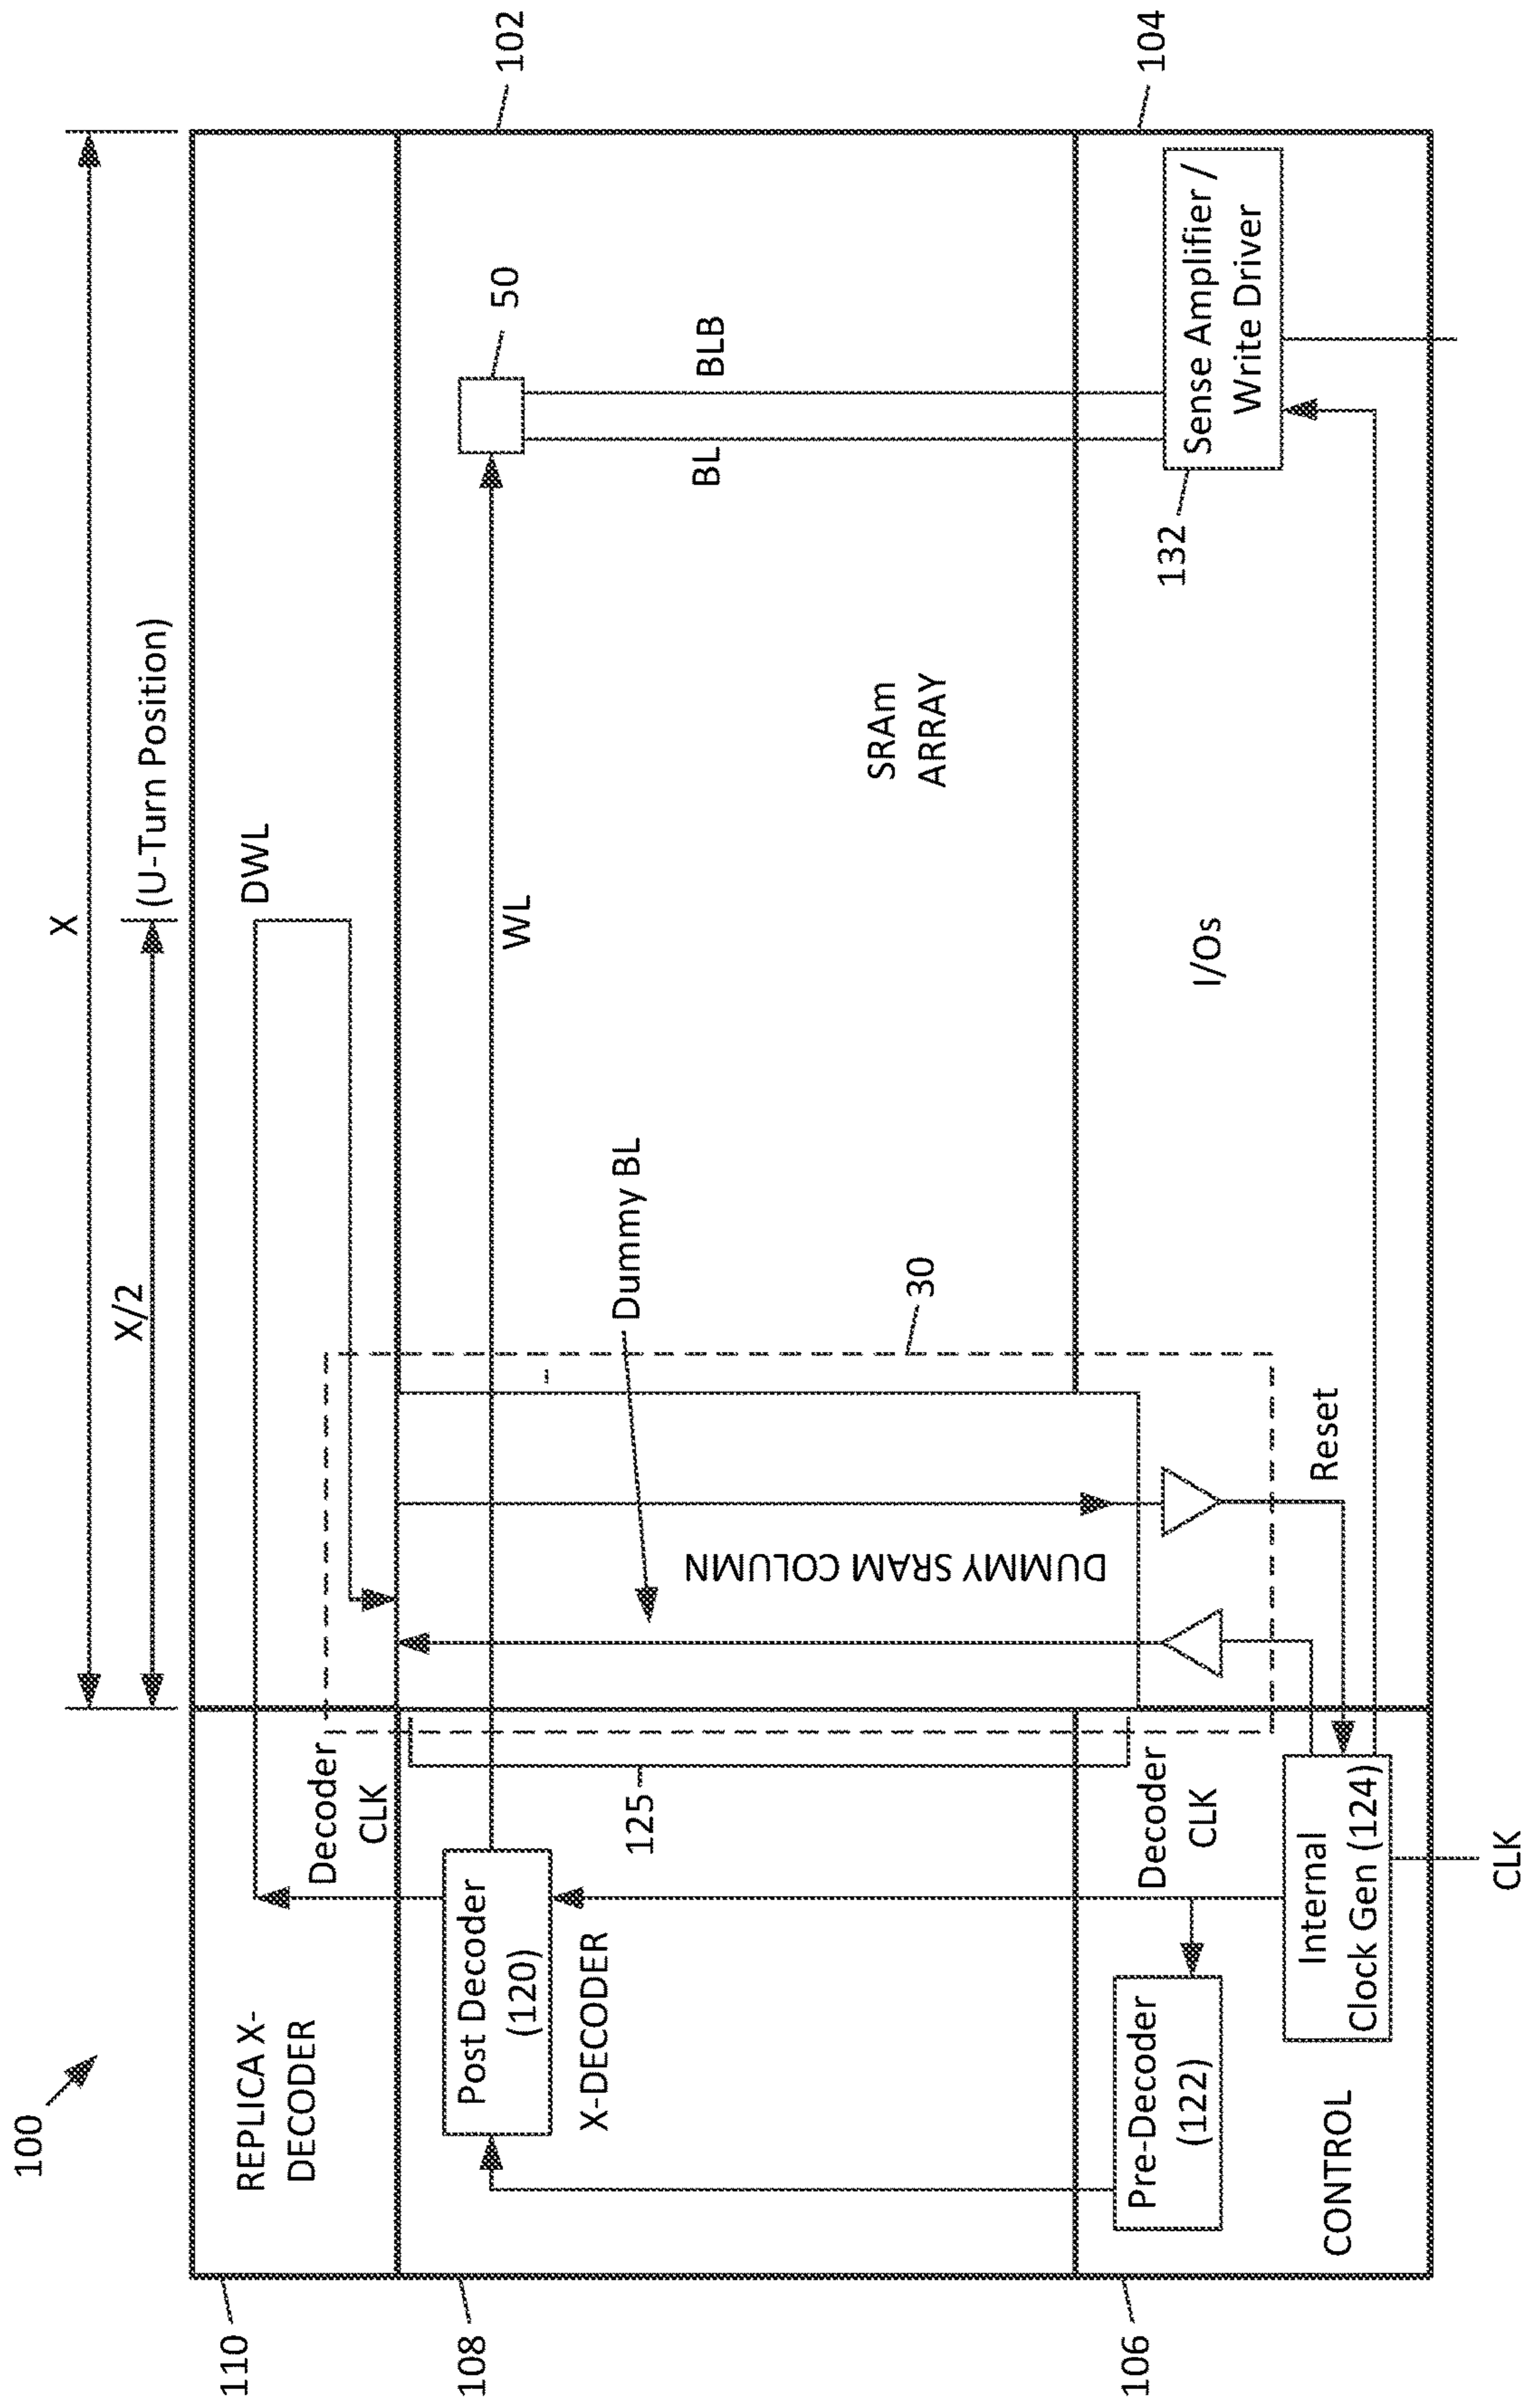 100
X
X/2
(U-Turn Position)
110
REPLICA X-
DECODER
Decoder
CLK
DWL
102
108
Post Decoder
(120)
X-DECODER
125
WL
Dummy BL
DUMMY SRAM COLUMN
30
SRAm
ARRAY
50
BL
BLB
106
Pre-Decoder
(122)
CONTROL
Decoder
CLK
Internal
Clock Gen (124)
CLK
Reset
I/Os
132
Sense Amplifier /
Write Driver
104